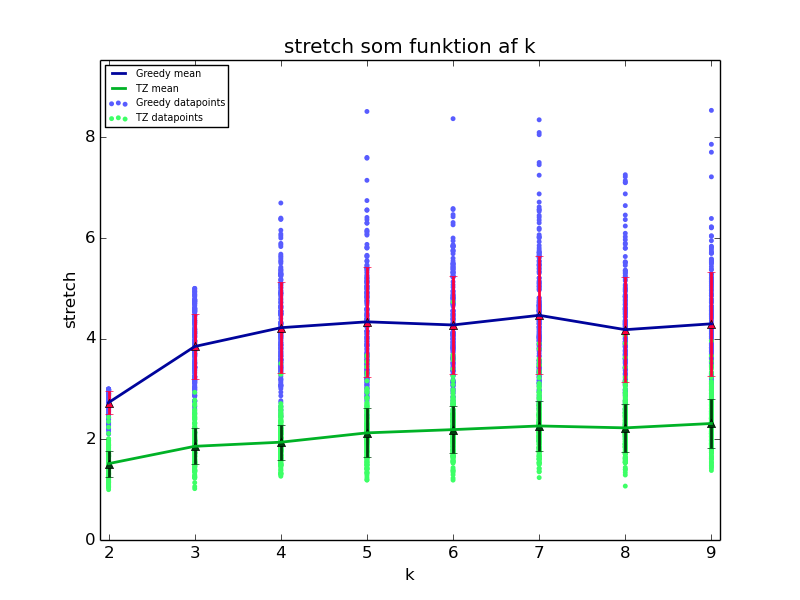 stretch som funktion af k
Greedy mean
TZ mean
Greedy datapoints
TZ datapoints
8
6
4
2
0
stretch
2 3 4 5 6 7 8 9
k